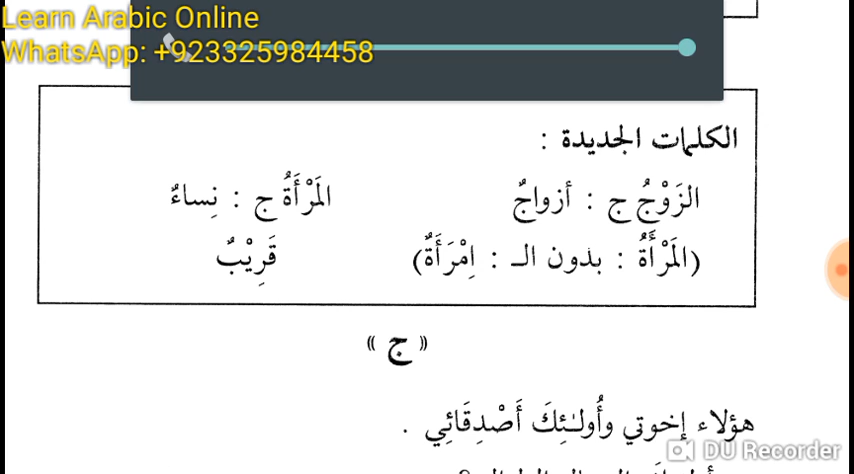 Learn Arabic Online
WhatsApp: +923325984458
الكلمات الجديدة :
الزَوْجُ ج : أزواجٌ المَرْأَةُ ج : نِساءٌ
(المَرْأَةُ : بدون الـ : اِمْرَأَةٌ) قَرِيْبٌ
« ج »
هؤلاء إخوتي وأُولـٰئِكَ أَصْدِقَائِي .
DU Recorder